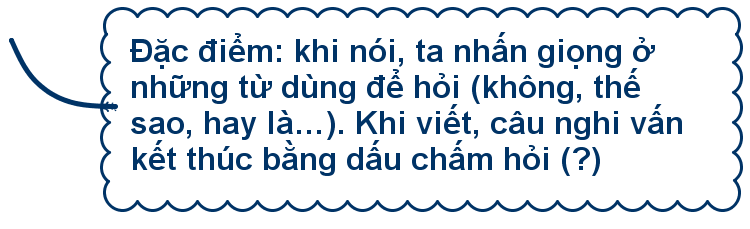 Đặc điểm: khi nói, ta nhấn giọng ở
những từ dùng để hỏi (không, thế
sao, hay là...). Khi viết, câu nghi vấn
kết thúc bằng dấu chấm hỏi (?)